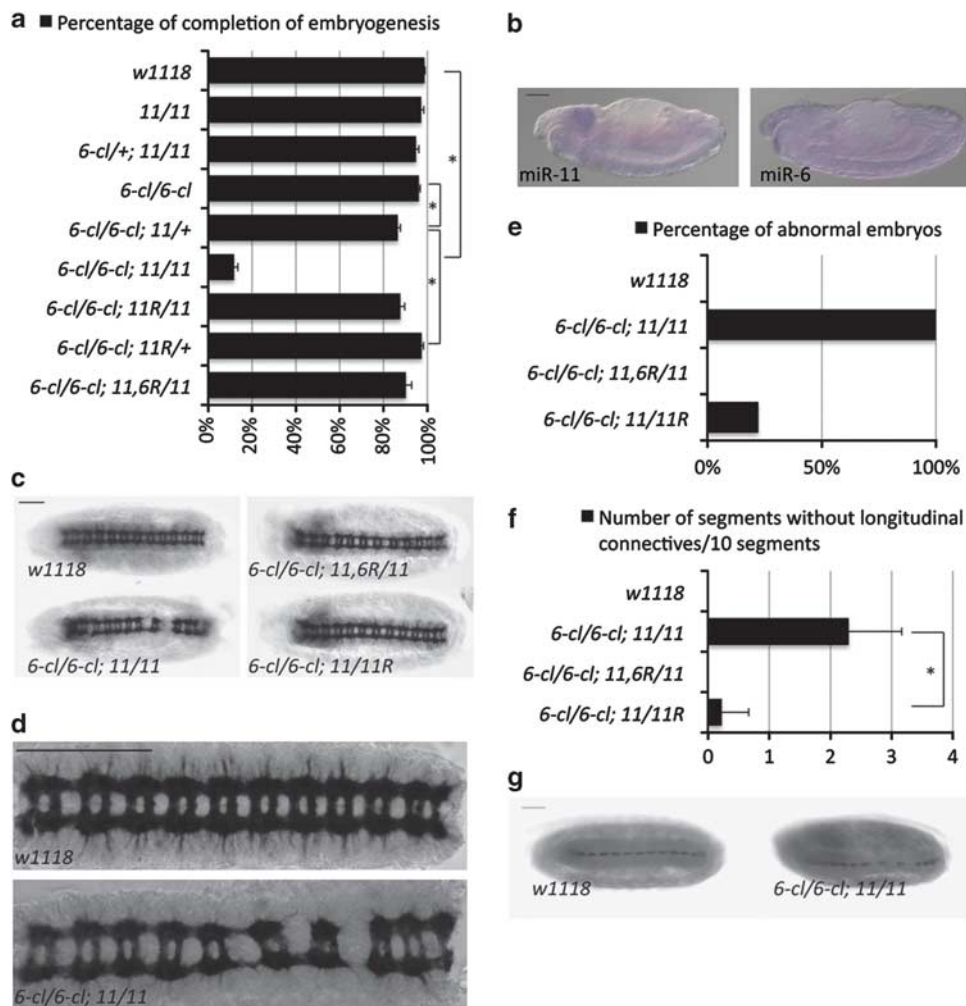 a
■ Percentage of completion of embryogenesis
w1118
11/11
6-cl/+; 11/11
6-cl/6-cl
6-cl/6-cl; 11/+
6-cl/6-cl; 11/11
6-cl/6-cl; 11R/11
6-cl/6-cl; 11R/+
6-cl/6-cl; 11,6R/11
*
*
*
0%
20%
40%
60%
80%
100%
b
miR-11
miR-6
c
w1118
6-cl/6-cl; 11,6R/11
6-cl/6-cl; 11/11
6-cl/6-cl; 11/11R
d
w1118
6-cl/6-cl; 11/11
e
■ Percentage of abnormal embryos
w1118
6-cl/6-cl; 11/11
6-cl/6-cl; 11,6R/11
6-cl/6-cl; 11/11R
0%
50%
100%
f
■ Number of segments without longitudinal
connectives/10 segments
w1118
6-cl/6-cl; 11/11
6-cl/6-cl; 11,6R/11
6-cl/6-cl; 11/11R
*
0
1
2
3
4
g
w1118
6-cl/6-cl; 11/11